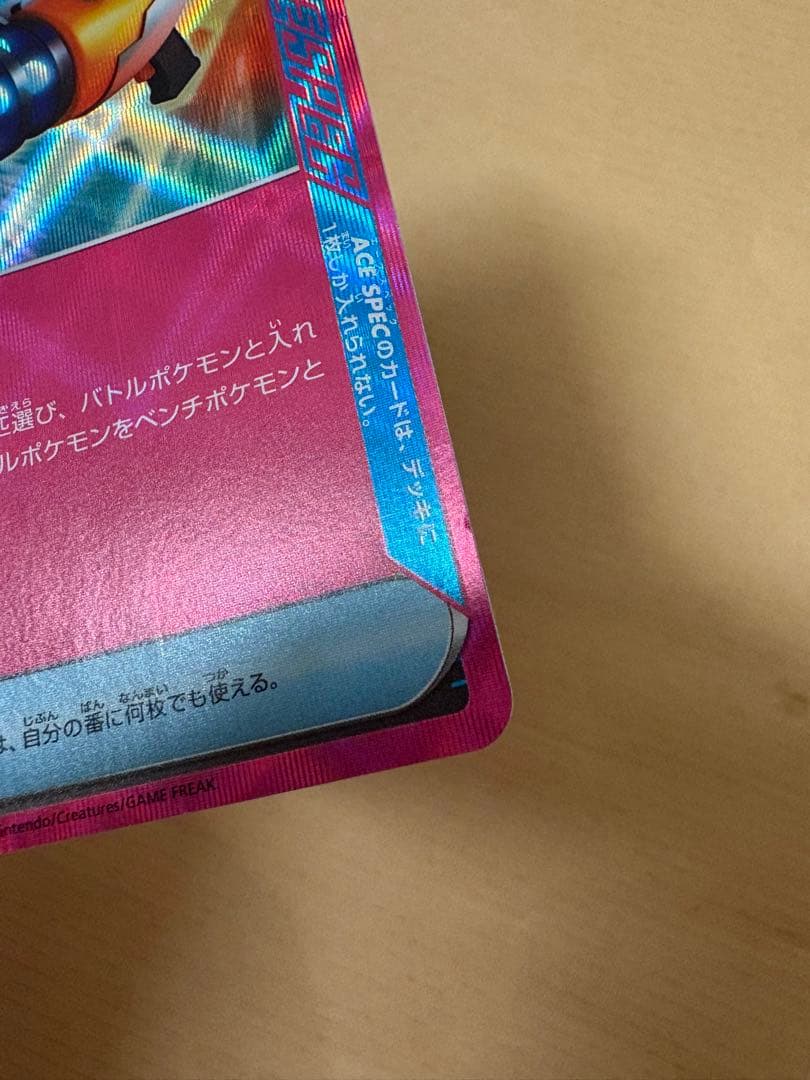 ESPEC
ACE SPECのカードは、デッキに
1枚しか入れられない。
選び、バトルポケモンと入れ
ルポケモンをベンチポケモンと
は、自分の番に何枚でも使える。
intendo/Creatures/GAME FREAK